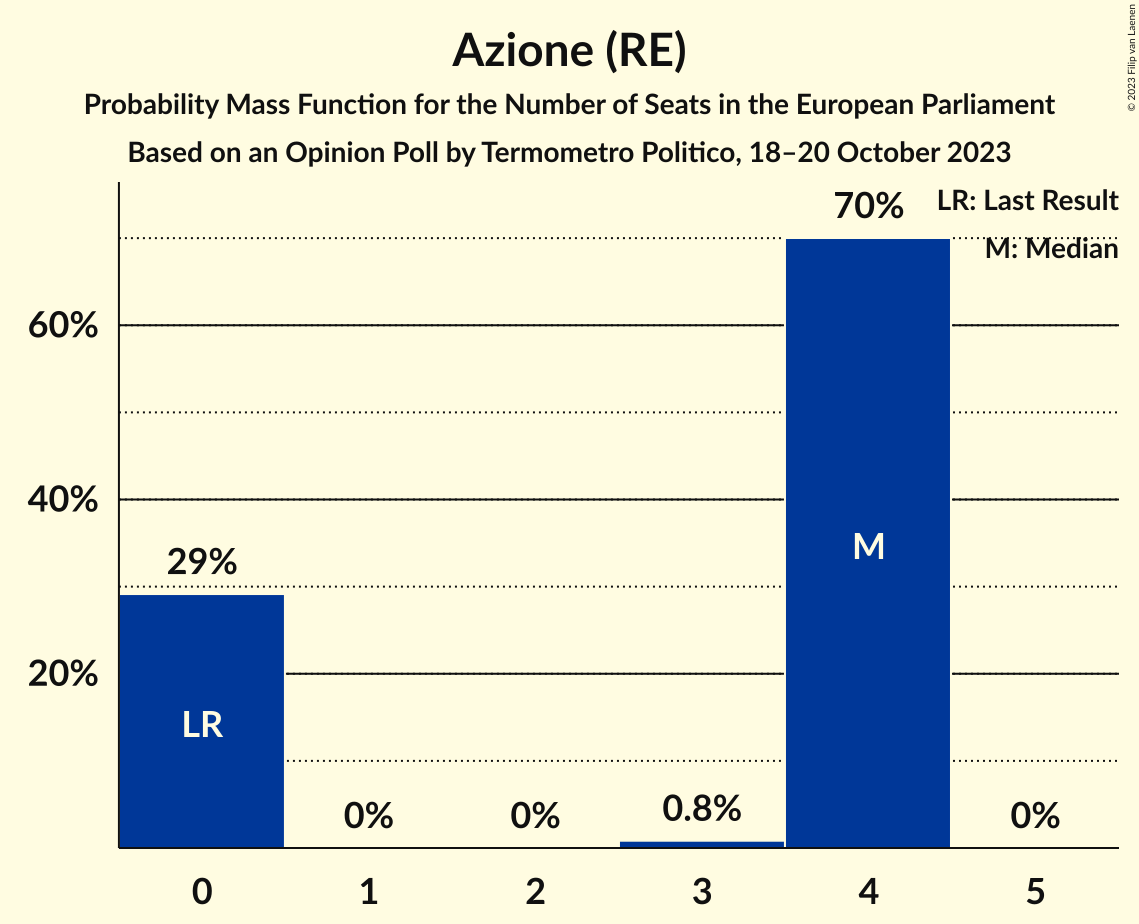 Azione (RE)
Probability Mass Function for the Number of Seats in the European Parliament
Based on an Opinion Poll by Termometro Politico, 18–20 October 2023
© 2023 Filip van Laenen
LR: Last Result
M: Median
70%
60%
40%
20%
29%
LR
0%
0%
0.8%
M
0%
0 1 2 3 4 5